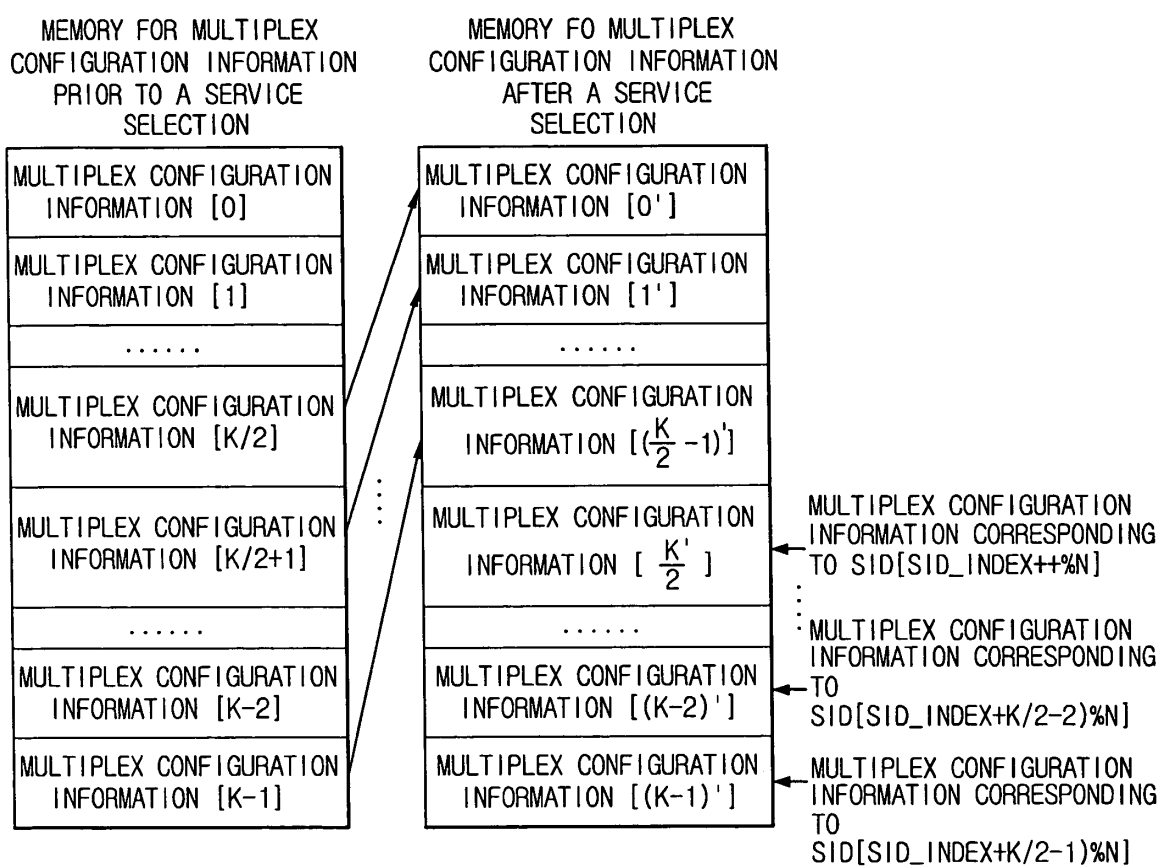 MEMORY FOR MULTIPLEX
CONFIGURATION INFORMATION
PRIOR TO A SERVICE
SELECTION
MULTIPLEX CONFIGURATION
INFORMATION [0]
MULTIPLEX CONFIGURATION
INFORMATION [1]
......
MULTIPLEX CONFIGURATION
INFORMATION [K/2]
MULTIPLEX CONFIGURATION
INFORMATION [K/2+1]
......
MULTIPLEX CONFIGURATION
INFORMATION [K-2]
MULTIPLEX CONFIGURATION
INFORMATION [K-1]
MEMORY FO MULTIPLEX
CONFIGURATION INFORMATION
AFTER A SERVICE
SELECTION
MULTIPLEX CONFIGURATION
INFORMATION [0']
MULTIPLEX CONFIGURATION
INFORMATION [1']
......
MULTIPLEX CONFIGURATION
INFORMATION [(K/2 -1)']
MULTIPLEX CONFIGURATION
INFORMATION [ K'/2 ]
......
MULTIPLEX CONFIGURATION
INFORMATION [(K-2)']
MULTIPLEX CONFIGURATION
INFORMATION [(K-1)']
MULTIPLEX CONFIGURATION
INFORMATION CORRESPONDING
TO SID[SID_INDEX++%N]
MULTIPLEX CONFIGURATION
INFORMATION CORRESPONDING
TO
SID[SID_INDEX+K/2-2)%N]
MULTIPLEX CONFIGURATION
INFORMATION CORRESPONDING
TO
SID[SID_INDEX+K/2-1)%N]